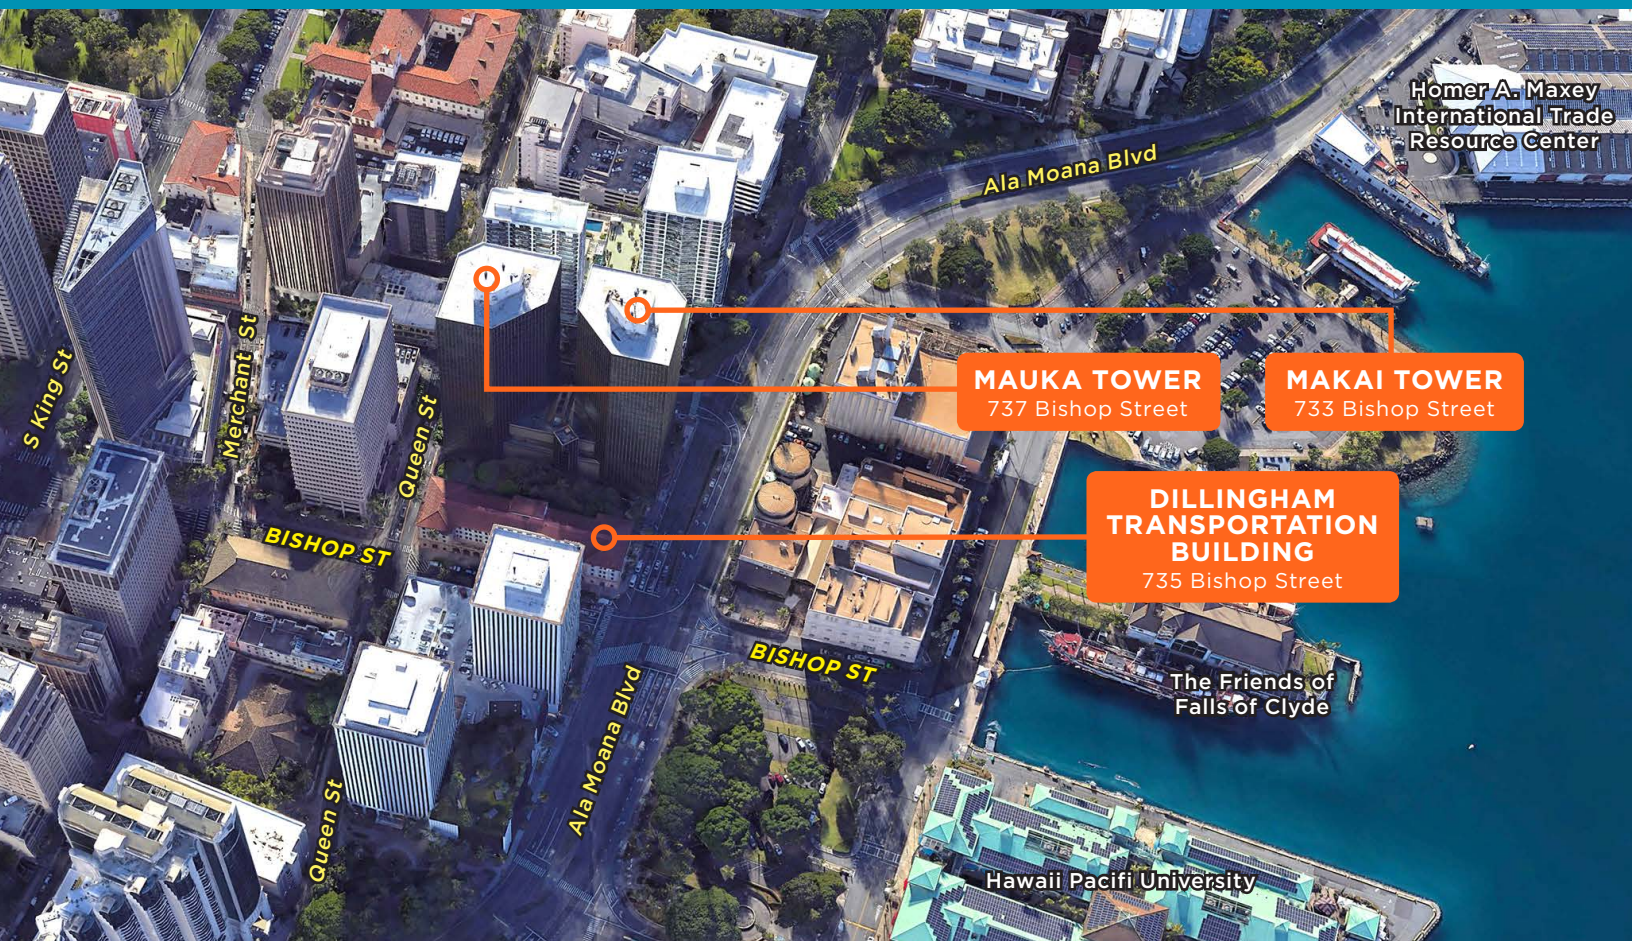 Homer A. Maxey
International Trade
Resource Center
Ala Moana Blvd
S King St
Merchant St
Queen St
MAUKA TOWER
737 Bishop Street
MAKAI TOWER
733 Bishop Street
DILLINGHAM
TRANSPORTATION
BUILDING
735 Bishop Street
BISHOP ST
BISHOP ST
The Friends of
Falls of Clyde
Ala Moana Blvd
Queen St
Hawaii Pacifi University